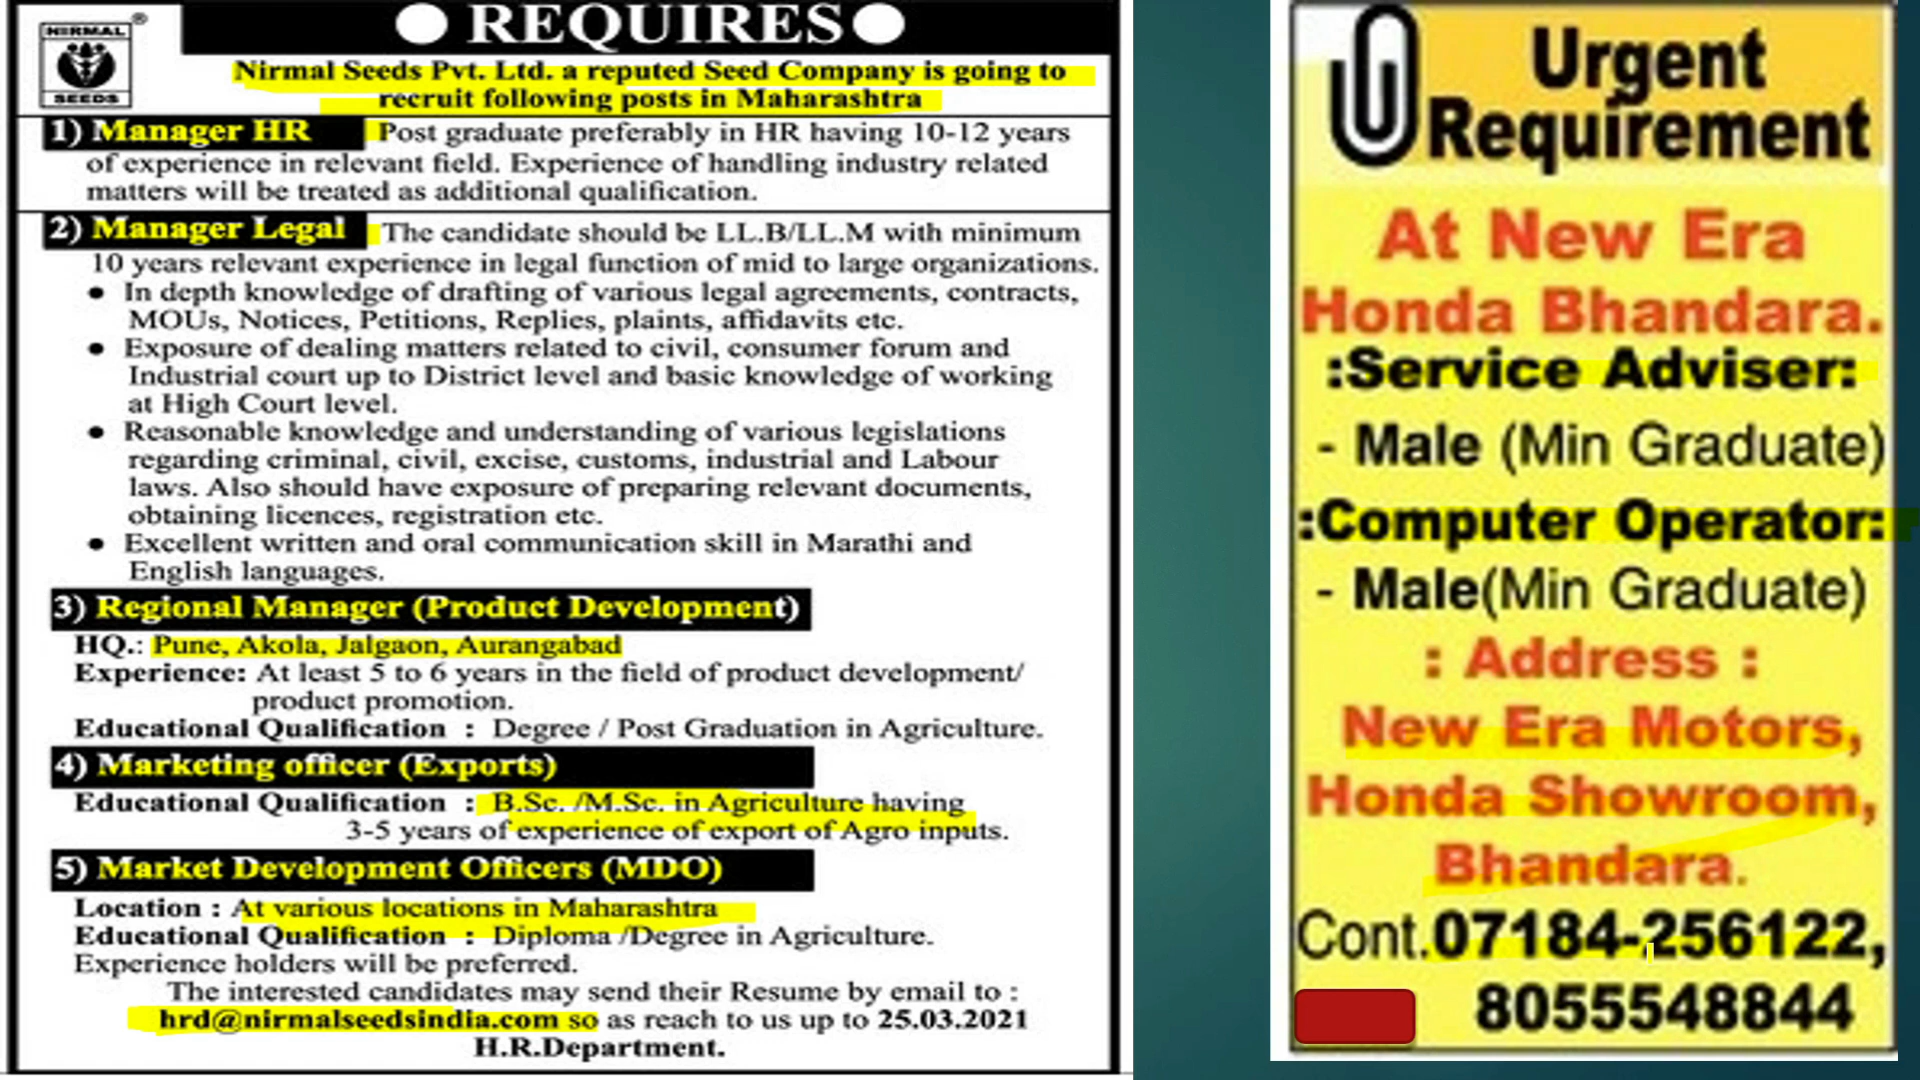 NIRMAL
SEEDS
®
● REQUIRES ●
Nirmal Seeds Pvt. Ltd. a reputed Seed Company is going to
recruit following posts in Maharashtra
1) Manager HR Post graduate preferably in HR having 10-12 years
of experience in relevant field. Experience of handling industry related
matters will be treated as additional qualification.
2) Manager Legal The candidate should be LL.B/LL.M with minimum
10 years relevant experience in legal function of mid to large organizations.
● In depth knowledge of drafting of various legal agreements, contracts,
MOUs, Notices, Petitions, Replies, plaints, affidavits etc.
● Exposure of dealing matters related to civil, consumer forum and
Industrial court up to District level and basic knowledge of working
at High Court level.
● Reasonable knowledge and understanding of various legislations
regarding criminal, civil, excise, customs, industrial and Labour
laws. Also should have exposure of preparing relevant documents,
obtaining licences, registration etc.
● Excellent written and oral communication skill in Marathi and
English languages.
3) Regional Manager (Product Development)
HQ.: Pune, Akola, Jalgaon, Aurangabad
Experience: At least 5 to 6 years in the field of product development/
product promotion.
Educational Qualification : Degree / Post Graduation in Agriculture.
4) Marketing officer (Exports)
Educational Qualification : B.Sc. /M.Sc. in Agriculture having
3-5 years of experience of export of Agro inputs.
5) Market Development Officers (MDO)
Location : At various locations in Maharashtra
Educational Qualification : Diploma /Degree in Agriculture.
Experience holders will be preferred.
The interested candidates may send their Resume by email to :
hrd@nirmalseedsindia.com so as reach to us up to 25.03.2021
H.R.Department.
Urgent
Requirement
At New Era
Honda Bhandara.
:Service Adviser:
- Male (Min Graduate)
:Computer Operator:
- Male(Min Graduate)
: Address :
New Era Motors,
Honda Showroom,
Bhandara.
Cont.07184-256122,
8055548844